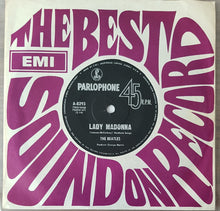 THE BEST
EMI
SOUND ON RECORD
PARLOPHONE
45
R.P.M.
A-8293
LADY MADONNA
THE BEATLES